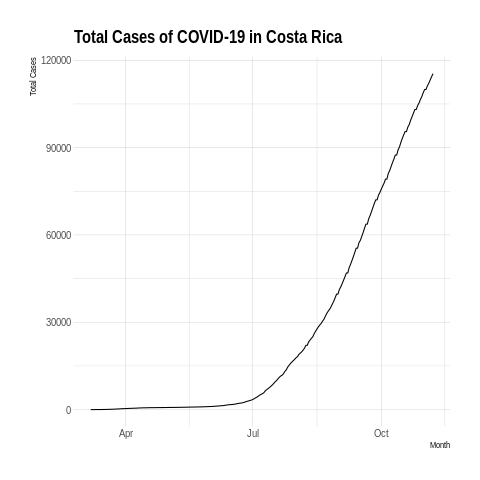 Total Cases of COVID-19 in Costa Rica
Total Cases
120000
90000
60000
30000
0
Apr Jul Oct
Month